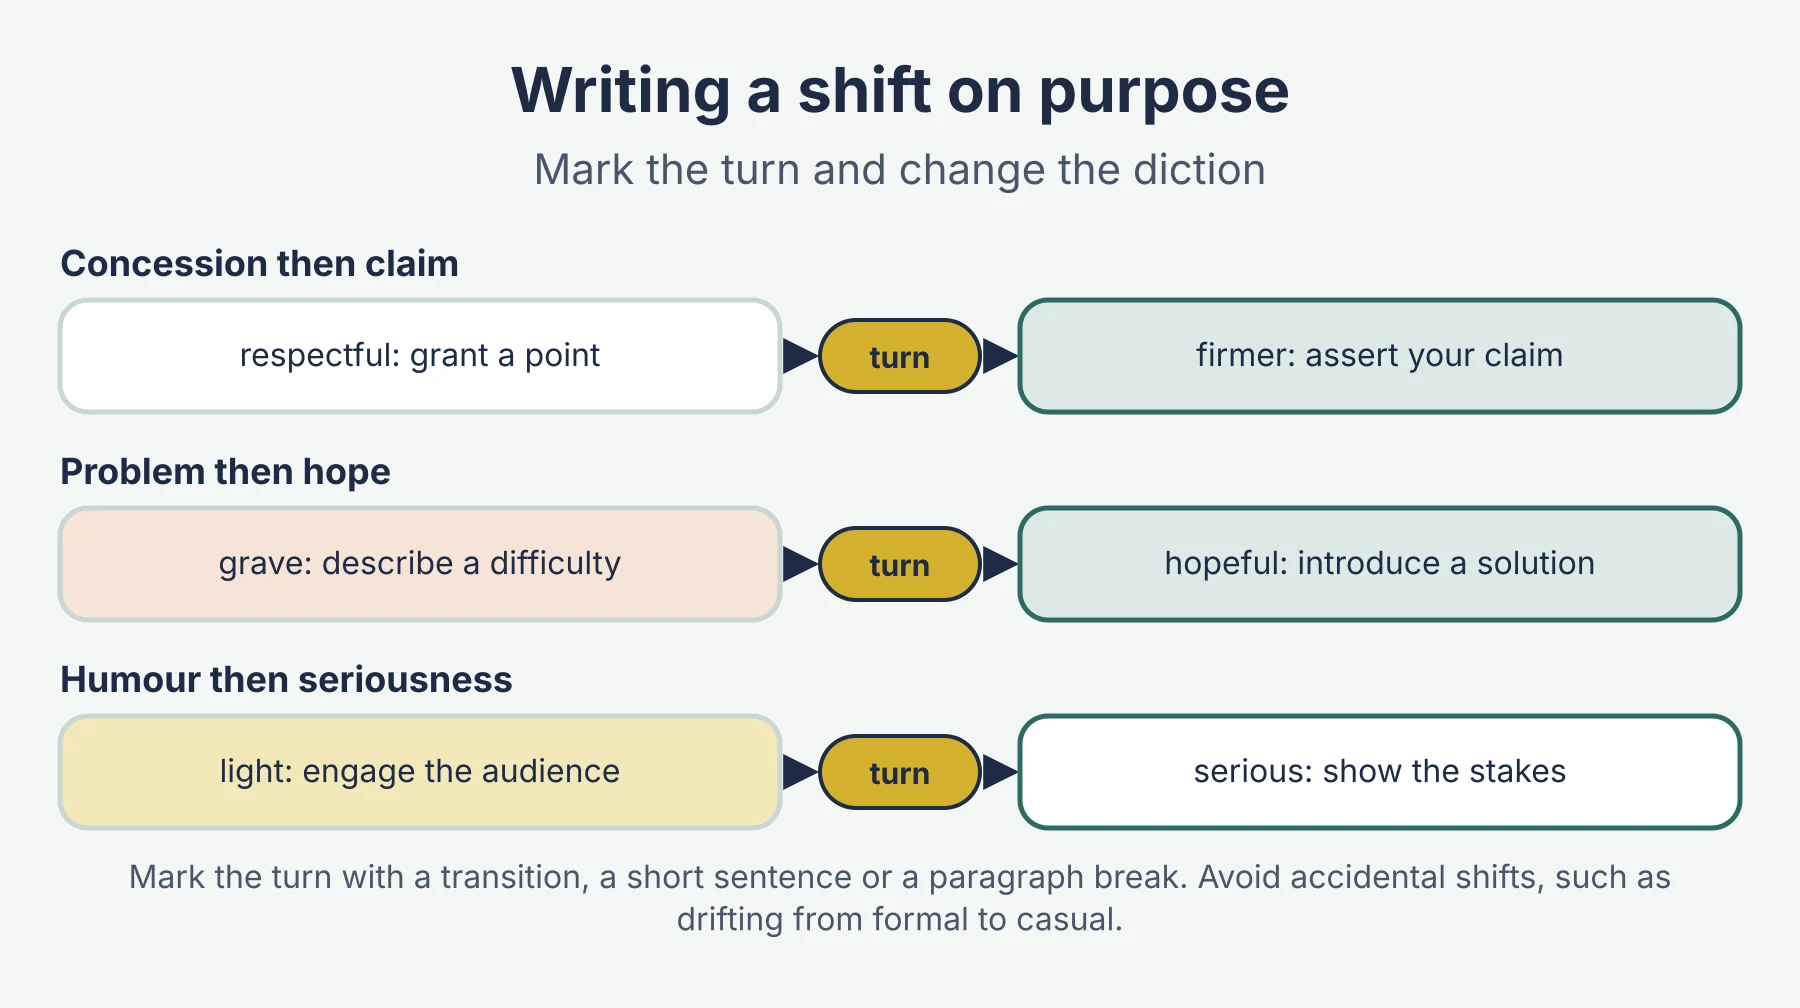 Writing a shift on purpose
Mark the turn and change the diction
Concession then claim
respectful: grant a point
turn
firmer: assert your claim
Problem then hope
grave: describe a difficulty
turn
hopeful: introduce a solution
Humour then seriousness
light: engage the audience
turn
serious: show the stakes
Mark the turn with a transition, a short sentence or a paragraph break. Avoid accidental shifts, such as
drifting from formal to casual.